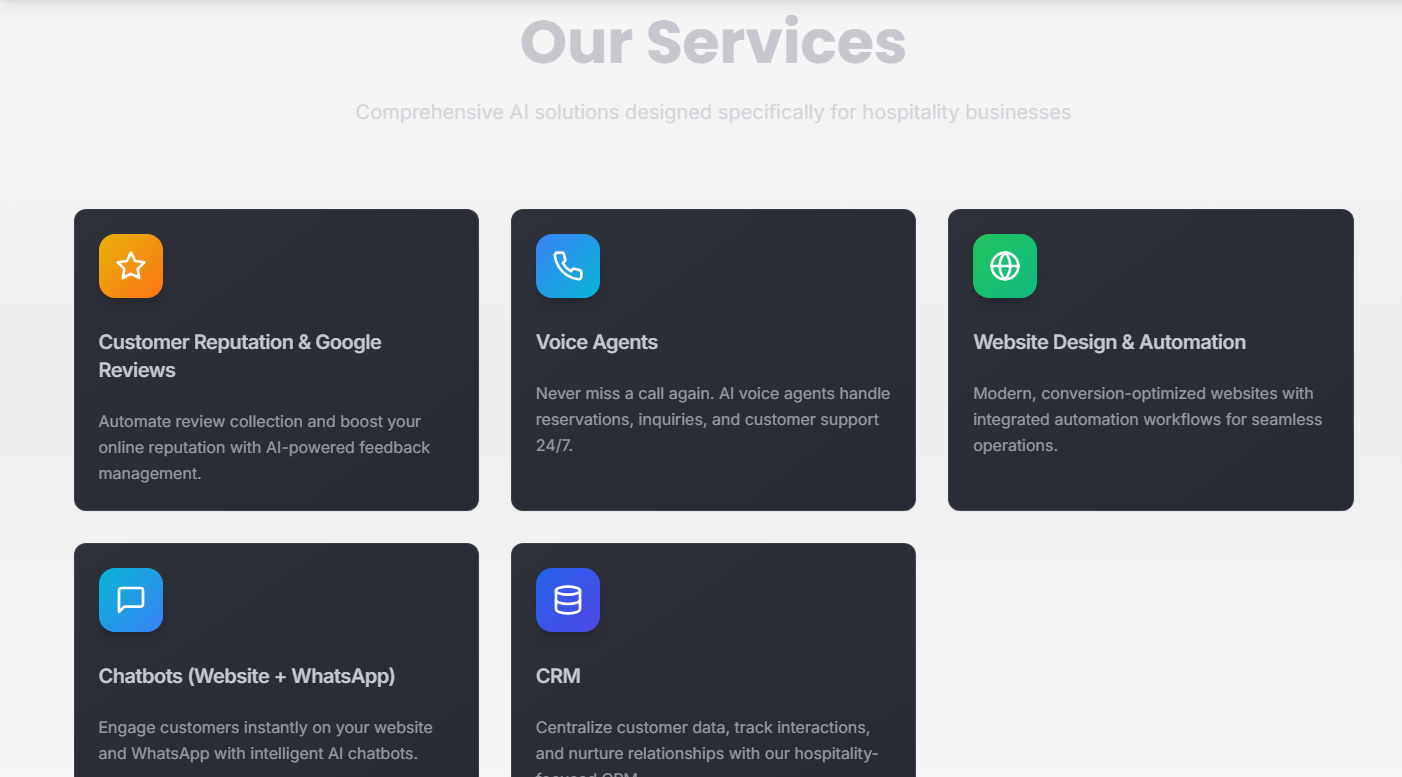 Our Services
Comprehensive AI solutions designed specifically for hospitality businesses
Customer Reputation & Google
Reviews
Automate review collection and boost your
online reputation with AI-powered feedback
management.
Voice Agents
Never miss a call again. AI voice agents handle
reservations, inquiries, and customer support
24/7.
Website Design & Automation
Modern, conversion-optimized websites with
integrated automation workflows for seamless
operations.
Chatbots (Website + WhatsApp)
Engage customers instantly on your website
and WhatsApp with intelligent AI chatbots.
CRM
Centralize customer data, track interactions,
and nurture relationships with our hospitality-
focused CRM.